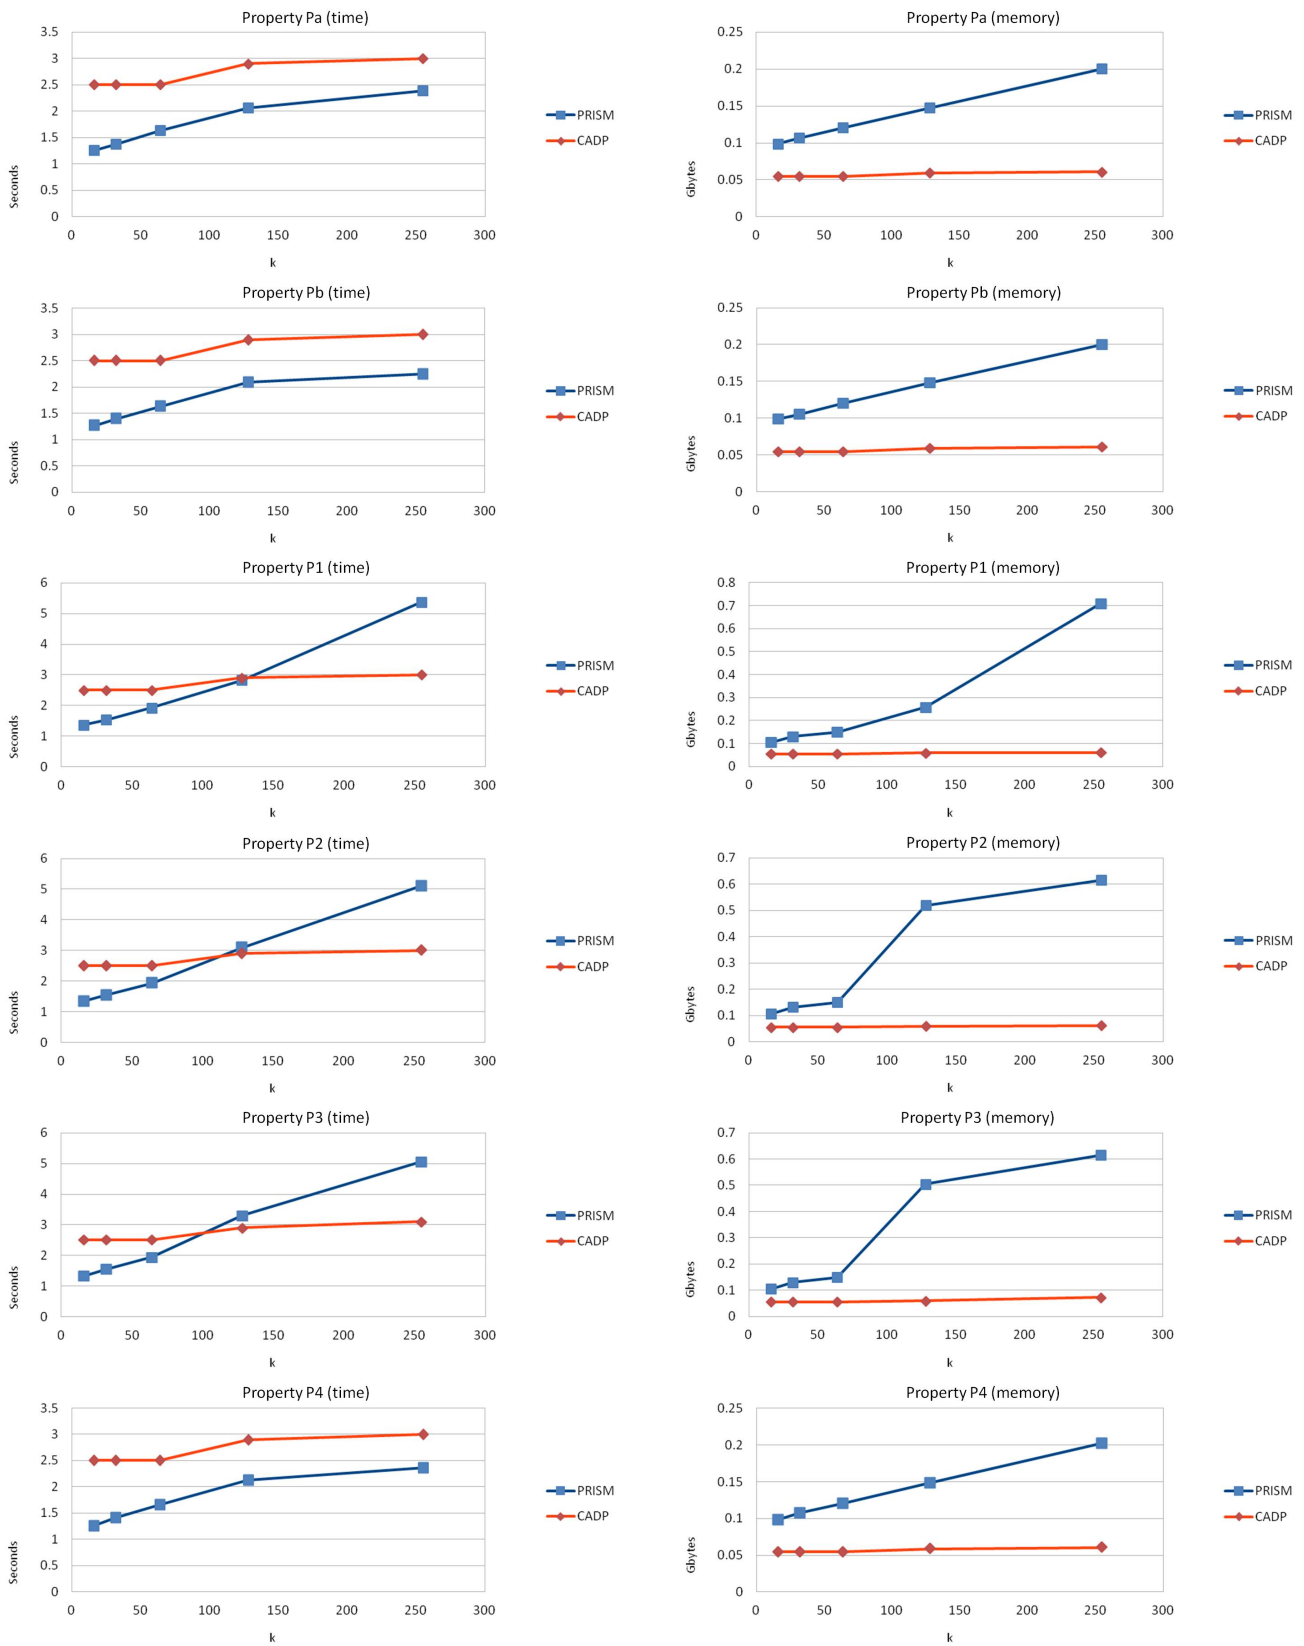 Property Pa (time)
3.5
3
2.5
2
1.5
1
0.5
0
0 50 100 150 200 250 300
Seconds
k
PRISM
CADP
Property Pa (memory)
0.25
0.2
0.15
0.1
0.05
0
0 50 100 150 200 250 300
Gbytes
k
PRISM
CADP
Property Pb (time)
3.5
3
2.5
2
1.5
1
0.5
0
0 50 100 150 200 250 300
Seconds
k
PRISM
CADP
Property Pb (memory)
0.25
0.2
0.15
0.1
0.05
0
0 50 100 150 200 250 300
Gbytes
k
PRISM
CADP
Property P1 (time)
6
5
4
3
2
1
0
0 50 100 150 200 250 300
Seconds
k
PRISM
CADP
Property P1 (memory)
0.8
0.7
0.6
0.5
0.4
0.3
0.2
0.1
0
0 50 100 150 200 250 300
Gbytes
k
PRISM
CADP
Property P2 (time)
6
5
4
3
2
1
0
0 50 100 150 200 250 300
Seconds
k
PRISM
CADP
Property P2 (memory)
0.7
0.6
0.5
0.4
0.3
0.2
0.1
0
0 50 100 150 200 250 300
Gbytes
k
PRISM
CADP
Property P3 (time)
6
5
4
3
2
1
0
0 50 100 150 200 250 300
Seconds
k
PRISM
CADP
Property P3 (memory)
0.7
0.6
0.5
0.4
0.3
0.2
0.1
0
0 50 100 150 200 250 300
Gbytes
k
PRISM
CADP
Property P4 (time)
3.5
3
2.5
2
1.5
1
0.5
0
0 50 100 150 200 250 300
Seconds
k
PRISM
CADP
Property P4 (memory)
0.25
0.2
0.15
0.1
0.05
0
0 50 100 150 200 250 300
Gbytes
k
PRISM
CADP